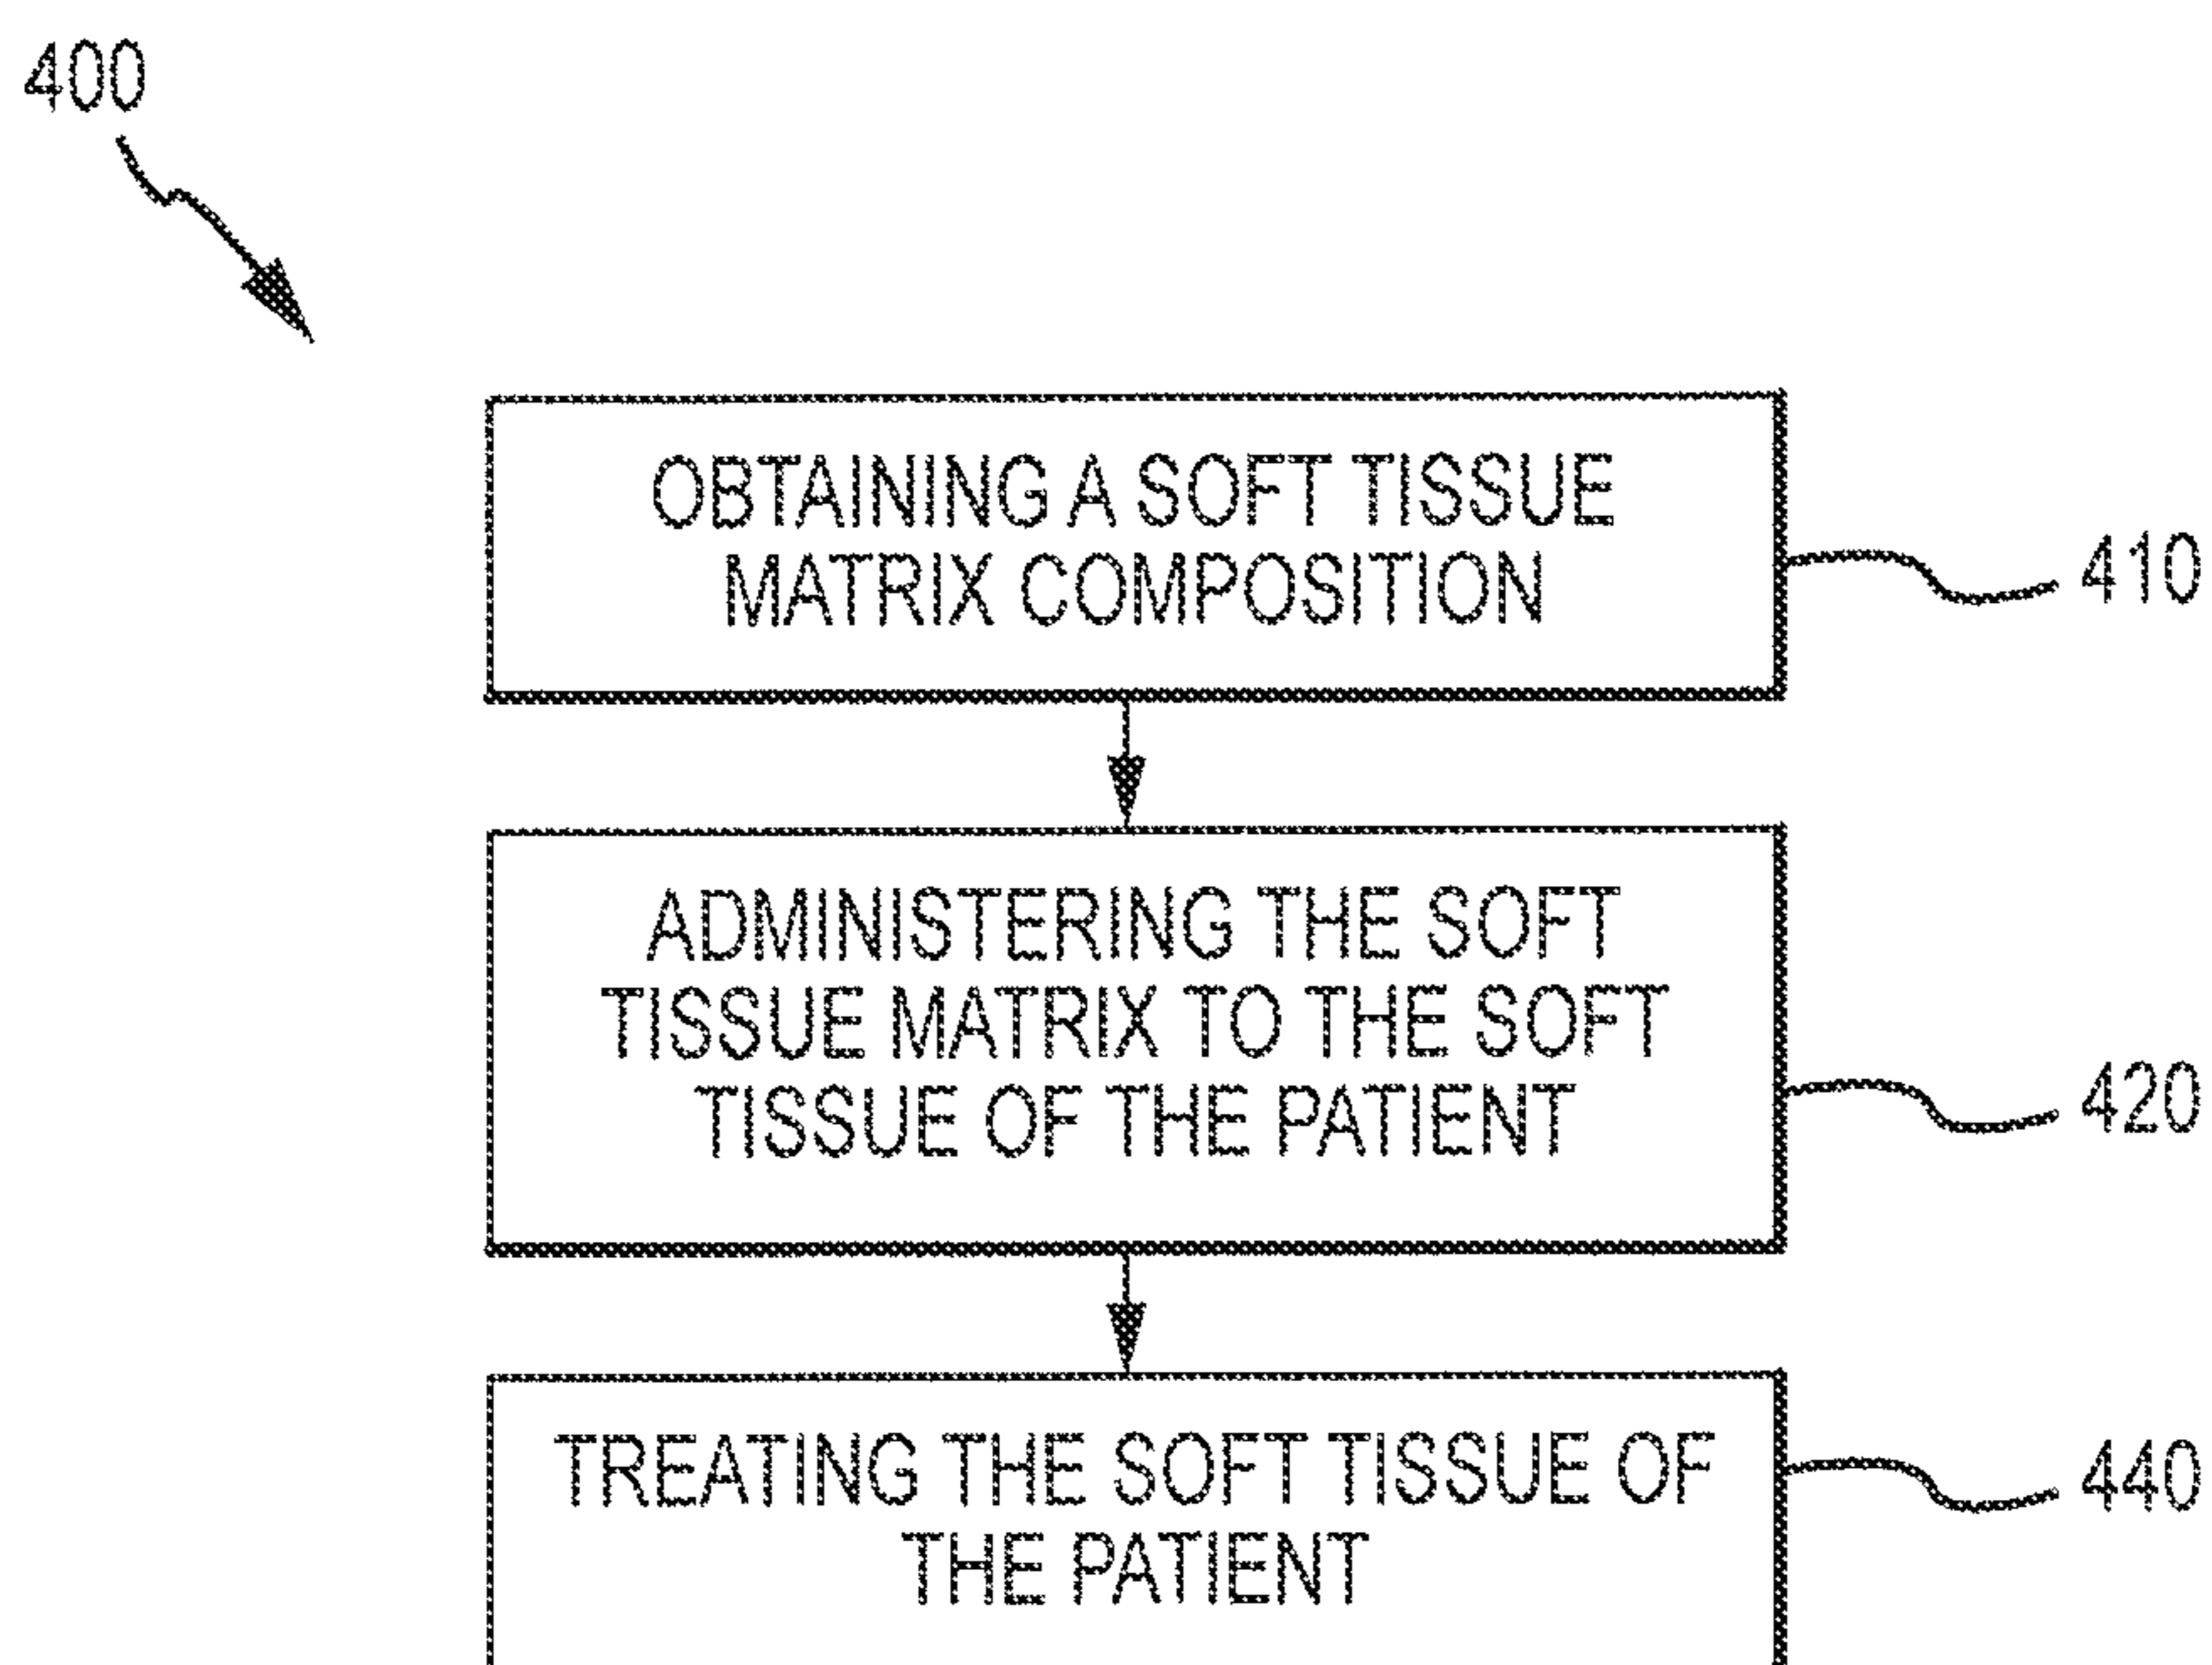 400
OBTAINING A SOFT TISSUE
MATRIX COMPOSITION
410
ADMINISTERING THE SOFT
TISSUE MATRIX TO THE SOFT
TISSUE OF THE PATIENT
420
TREATING THE SOFT TISSUE OF
THE PATIENT
440